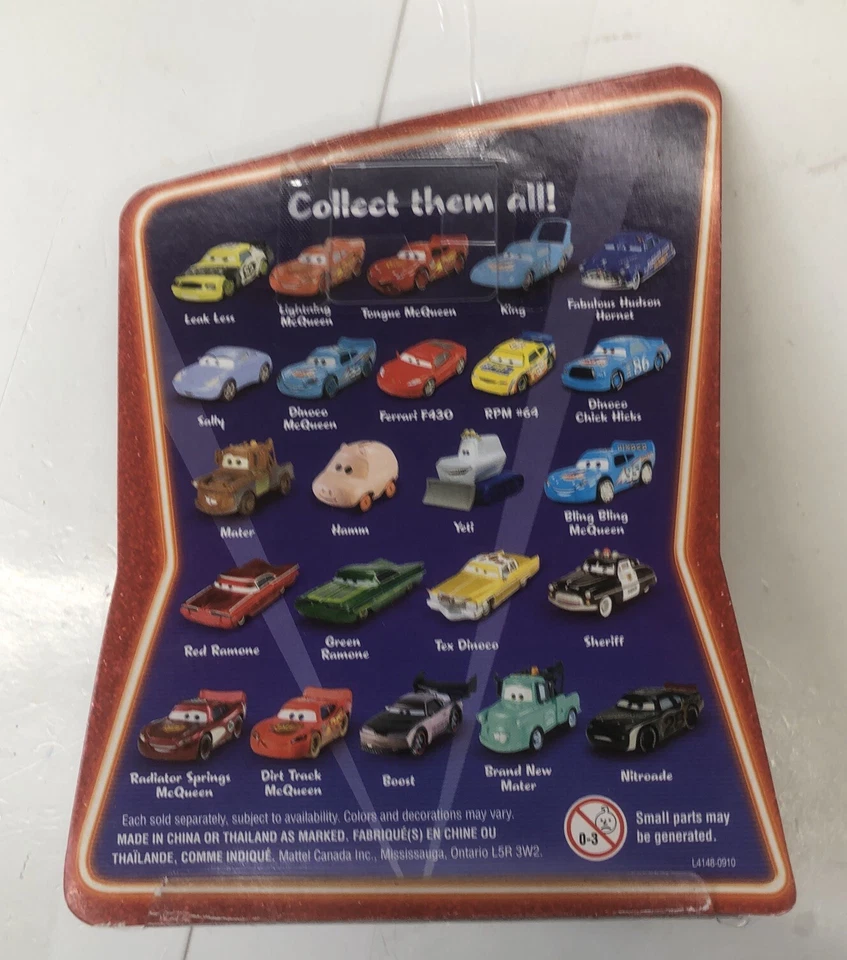 Collect them all!
Leak Less
Lightning
McQueen
Tongue McQueen
King
Fabulous Hudson
Hornet
Sally
Dinoco
McQueen
Ferrari F430
RPM #64
86
Dinoco
Chick Hicks
Mater
Hamm
Yeti
95
Bling Bling
McQueen
Red Ramone
Green
Ramone
Tex Dinoco
Sheriff
Radiator Springs
McQueen
Dirt Track
McQueen
Boost
Brand New
Mater
Nitroade
Each sold separately, subject to availability. Colors and decorations may vary.
MADE IN CHINA OR THAILAND AS MARKED. FABRIQUÉ(S) EN CHINE OU
THAÏLANDE, COMME INDIQUÉ. Mattel Canada Inc., Mississauga, Ontario L5R 3W2.
0-3
Small parts may
be generated.
L4148-0910